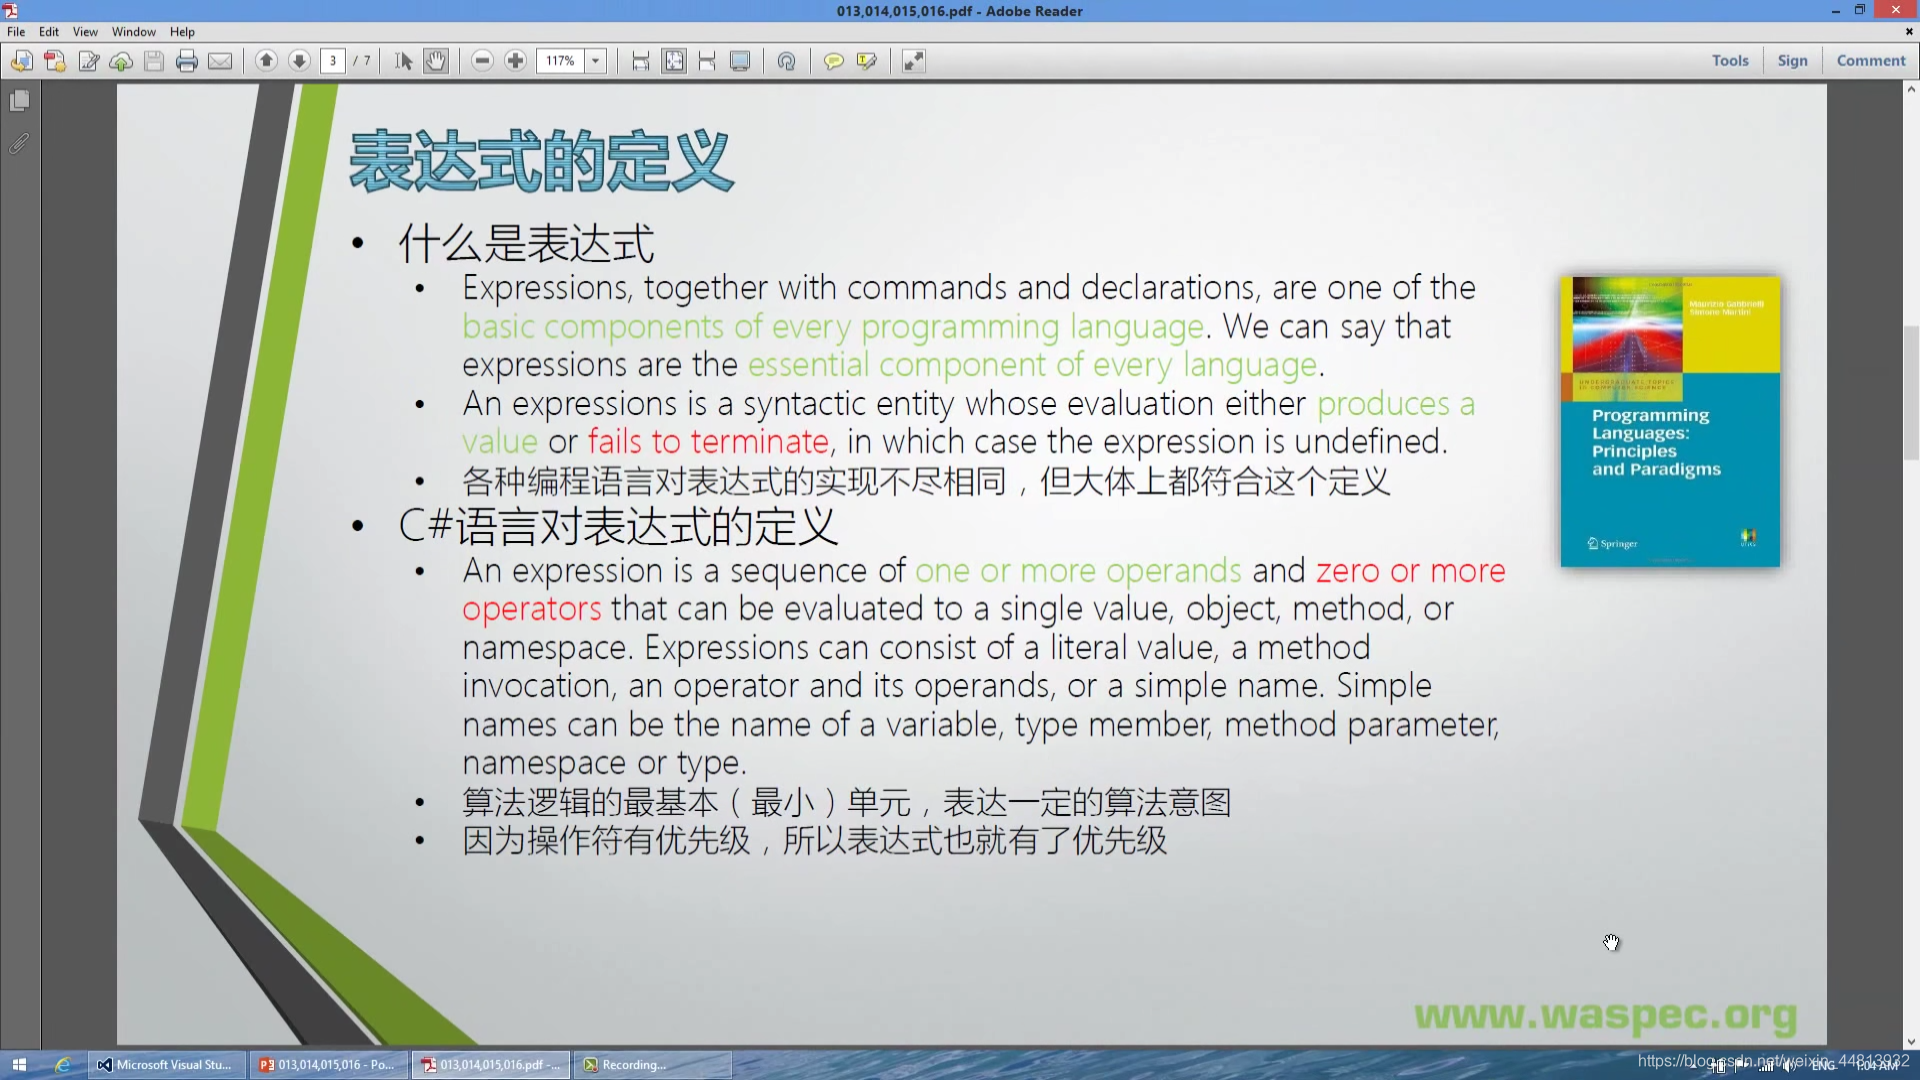 013,014,015,016.pdf - Adobe Reader
File Edit View Window Help
3 / 7 117% Tools Sign Comment
表达式的定义
• 什么是表达式
• Expressions, together with commands and declarations, are one of the
basic components of every programming language. We can say that
expressions are the essential component of every language.
• An expressions is a syntactic entity whose evaluation either produces a
value or fails to terminate, in which case the expression is undefined.
• 各种编程语言对表达式的实现不尽相同，但大体上都符合这个定义
• C#语言对表达式的定义
• An expression is a sequence of one or more operands and zero or more
operators that can be evaluated to a single value, object, method, or
namespace. Expressions can consist of a literal value, a method
invocation, an operator and its operands, or a simple name. Simple
names can be the name of a variable, type member, method parameter,
namespace or type.
• 算法逻辑的最基本（最小）单元，表达一定的算法意图
• 因为操作符有优先级，所以表达式也就有了优先级
Maurizio Gabbrielli
Simone Martini
UNDERGRADUATE TOPICS
IN COMPUTER SCIENCE
Programming
Languages:
Principles
and Paradigms
Springer
www.waspec.org
Microsoft Visual Stu... 013,014,015,016 - Po... 013,014,015,016.pdf -... Recording... ENG 1:04 AM
https://blog.csdn.net/weixin_44813932